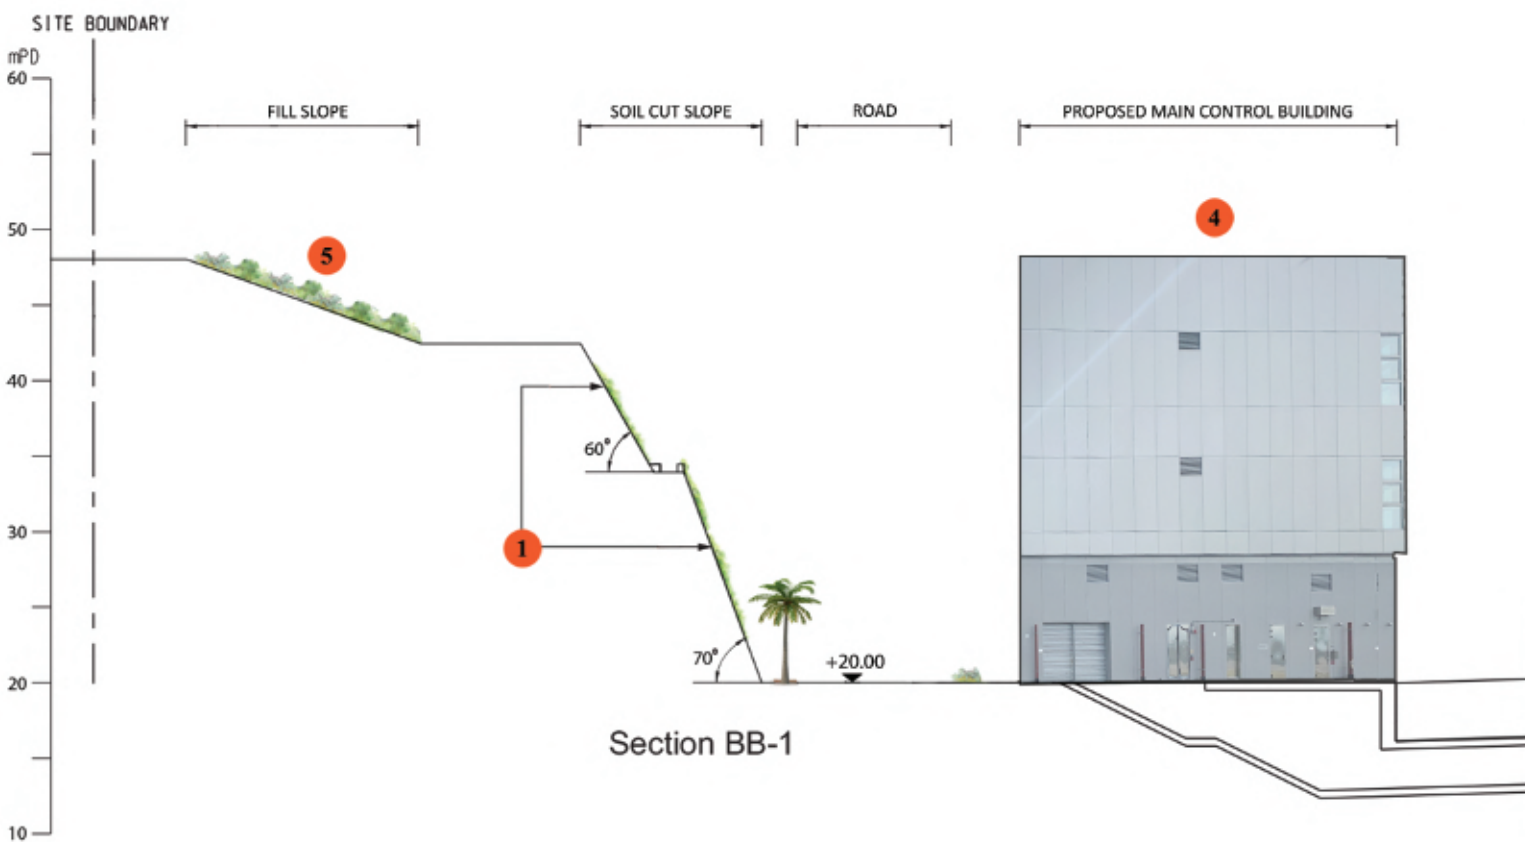 SITE BOUNDARY
mPD
60
FILL SLOPE
SOIL CUT SLOPE
ROAD
PROPOSED MAIN CONTROL BUILDING
50
4
5
40
60°
30
1
70°
+20.00
20
Section BB-1
10